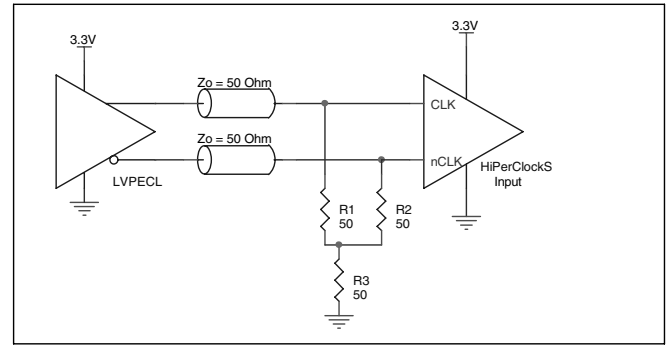 3.3V
3.3V
Zo = 50 Ohm
CLK
Zo = 50 Ohm
nCLK
HiPerClockS
Input
LVPECL
R1
50
R2
50
R3
50